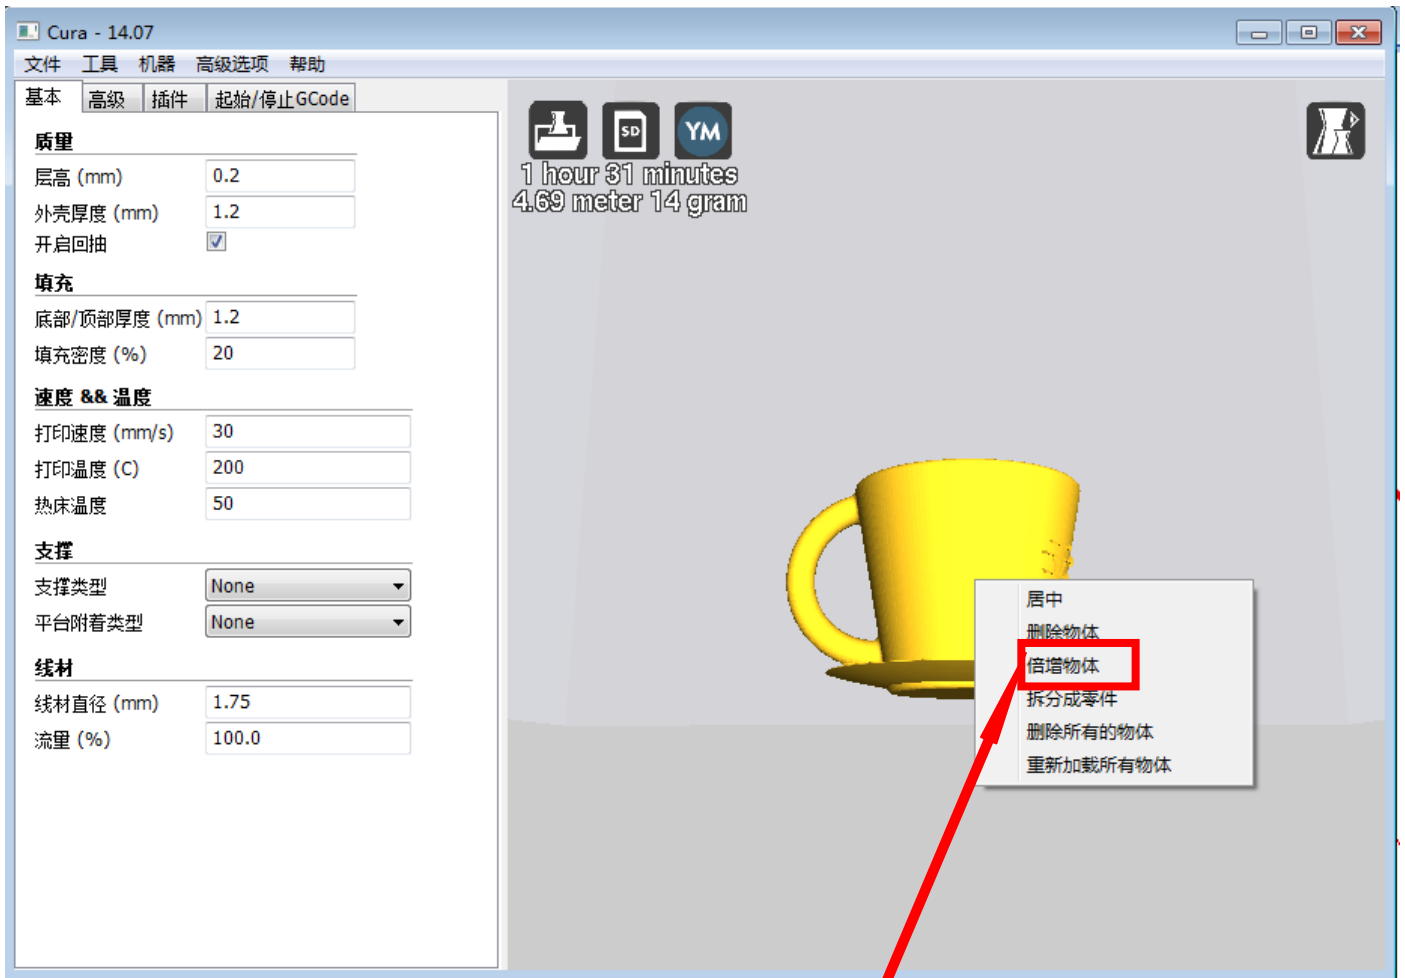 Cura - 14.07
文件 工具 机器 高级选项 帮助
基本 高级 插件 起始/停止GCode
质量
层高 (mm) 0.2
外壳厚度 (mm) 1.2
开启回抽
填充
底部/顶部厚度 (mm) 1.2
填充密度 (%) 20
速度 && 温度
打印速度 (mm/s) 30
打印温度 (C) 200
热床温度 50
支撑
支撑类型 None
平台附着类型 None
线材
线材直径 (mm) 1.75
流量 (%) 100.0
SD YM
1 hour 31 minutes
4.69 meter 14 gram
居中
删除物体
倍增物体
拆分成零件
删除所有的物体
重新加载所有物体